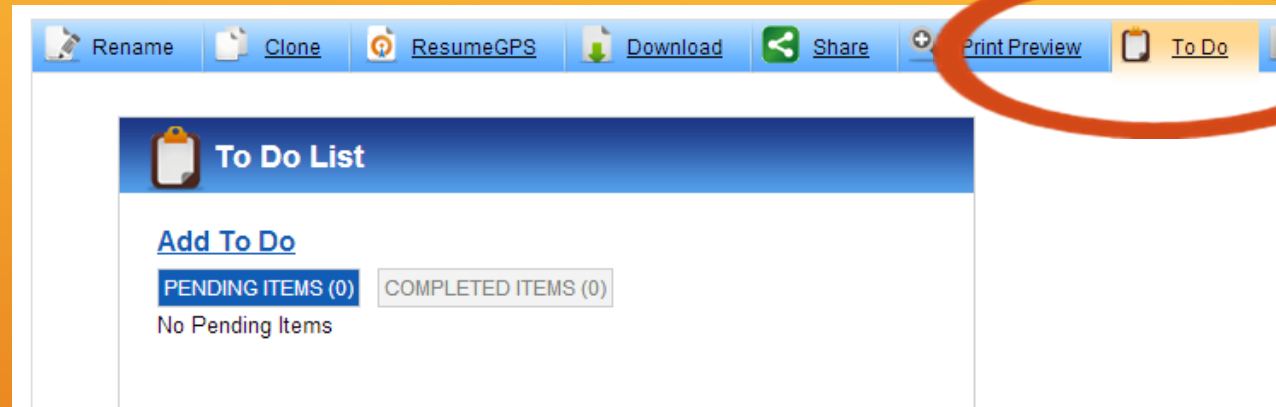 Rename Clone ResumeGPS Download Share Print Preview To Do
To Do List
Add To Do
PENDING ITEMS (0) COMPLETED ITEMS (0)
No Pending Items